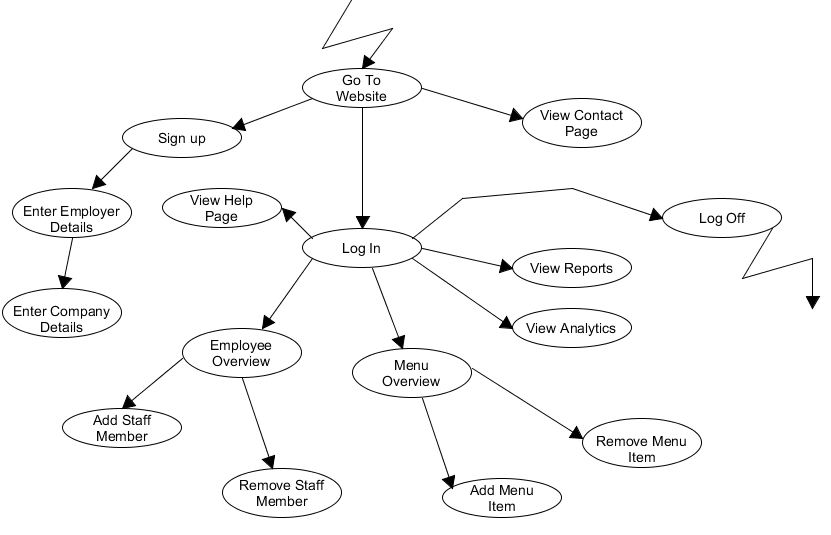 Go To
Website
View Contact
Page
Sign up
View Help
Page
Enter Employer
Details
Log Off
Log In
View Reports
Enter Company
Details
View Analytics
Employee
Overview
Menu
Overview
Add Staff
Member
Remove Menu
Item
Remove Staff
Member
Add Menu
Item